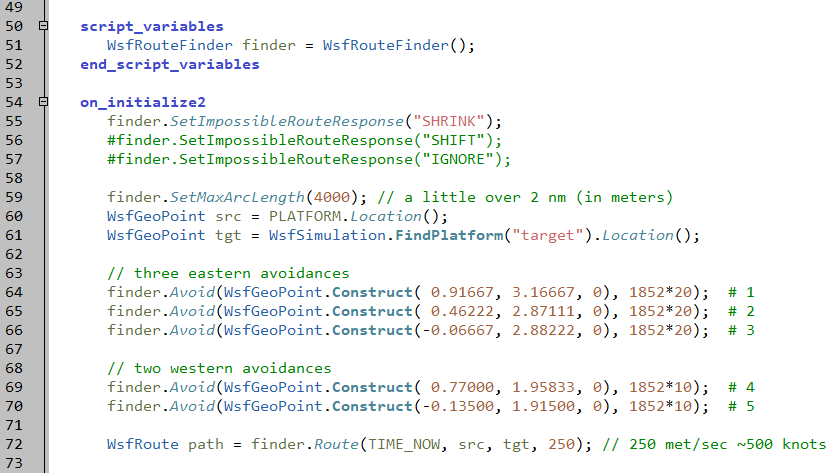 49
50 script_variables
51 WsfRouteFinder finder = WsfRouteFinder();
52 end_script_variables
53
54 on_initialize2
55 finder.SetImpossibleRouteResponse("SHRINK");
56 #finder.SetImpossibleRouteResponse("SHIFT");
57 #finder.SetImpossibleRouteResponse("IGNORE");
58
59 finder.SetMaxArcLength(4000); // a little over 2 nm (in meters)
60 WsfGeoPoint src = PLATFORM.Location();
61 WsfGeoPoint tgt = WsfSimulation.FindPlatform("target").Location();
62
63 // three eastern avoidances
64 finder.Avoid(WsfGeoPoint.Construct( 0.91667, 3.16667, 0), 1852*20); # 1
65 finder.Avoid(WsfGeoPoint.Construct( 0.46222, 2.87111, 0), 1852*20); # 2
66 finder.Avoid(WsfGeoPoint.Construct(-0.06667, 2.88222, 0), 1852*20); # 3
67
68 // two western avoidances
69 finder.Avoid(WsfGeoPoint.Construct( 0.77000, 1.95833, 0), 1852*10); # 4
70 finder.Avoid(WsfGeoPoint.Construct(-0.13500, 1.91500, 0), 1852*10); # 5
71
72 WsfRoute path = finder.Route(TIME_NOW, src, tgt, 250); // 250 met/sec ~500 knots
73